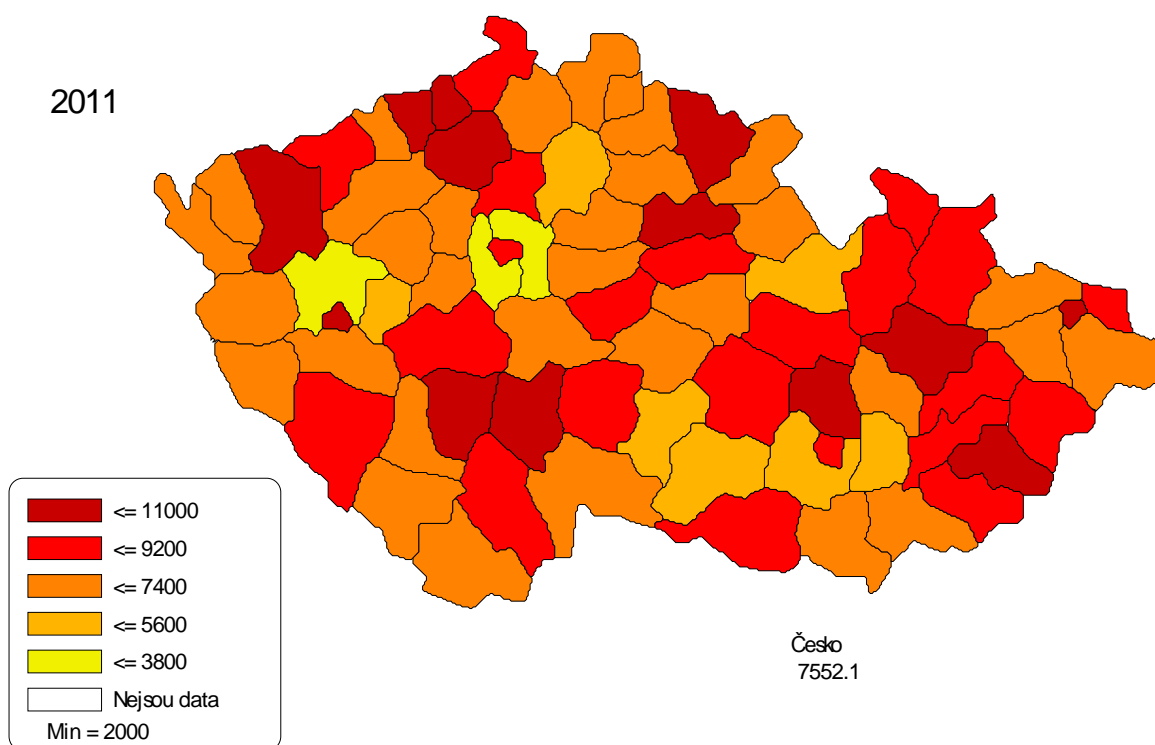 2011
<= 11000
<= 9200
<= 7400
<= 5600
<= 3800
Nejsou data
Min = 2000
Česko
7552.1